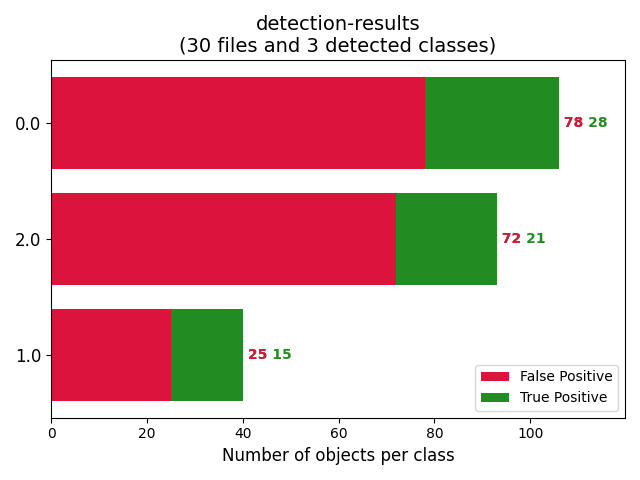 detection-results
(30 files and 3 detected classes)
0.0
78 28
2.0
72 21
1.0
25 15
False Positive
True Positive
0 20 40 60 80 100
Number of objects per class